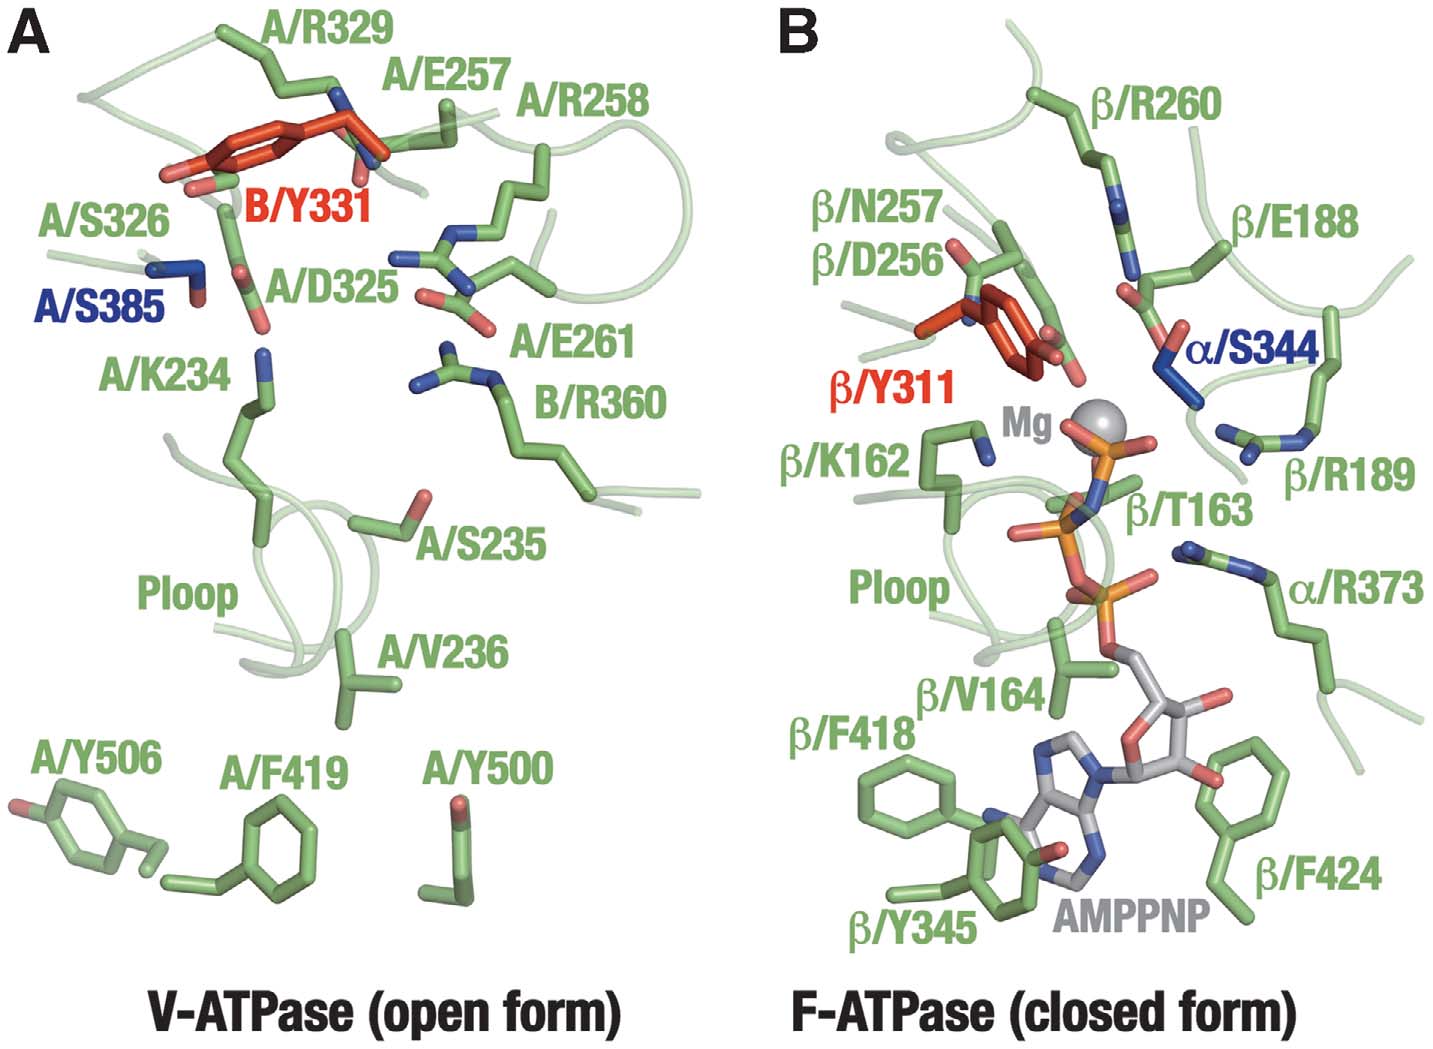 A
A/R329
A/E257
A/R258
B/Y331
A/S326
A/S385
A/D325
A/E261
A/K234
B/R360
A/S235
Ploop
A/V236
A/Y506
A/F419
A/Y500
V-ATPase (open form)
B
β/R260
β/N257
β/E188
β/D256
α/S344
β/Y311
Mg
β/K162
β/R189
β/T163
Ploop
α/R373
β/V164
β/F418
β/F424
AMPPNP
β/Y345
F-ATPase (closed form)